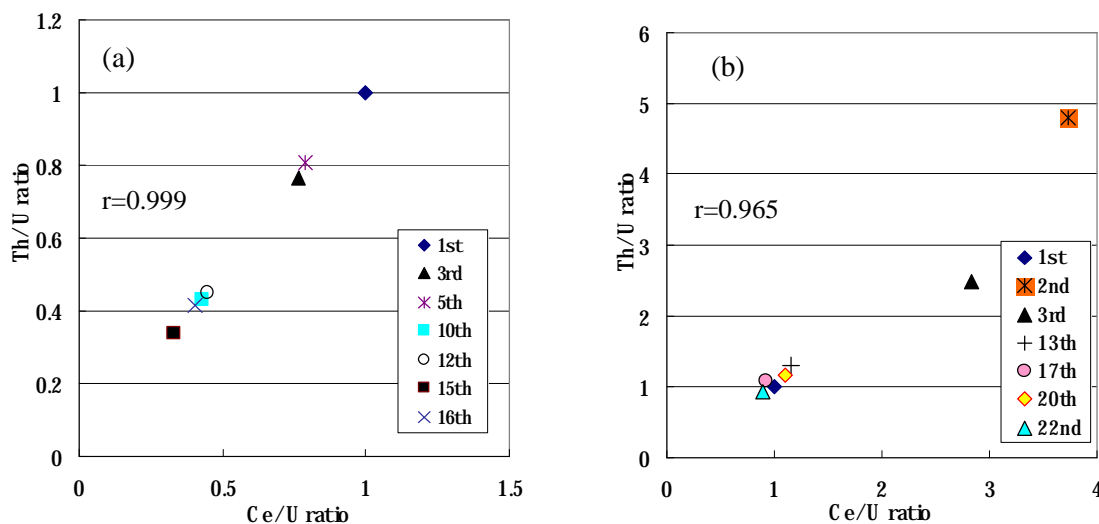 (a)
Th/U ratio
1.2
1
0.8
0.6
0.4
0.2
0
r=0.999
1st
3rd
5th
10th
12th
15th
16th
0 0.5 1 1.5
Ce/U ratio
(b)
Th/U ratio
6
5
4
3
2
1
0
r=0.965
1st
2nd
3rd
13th
17th
20th
22nd
0 1 2 3 4
Ce/U ratio